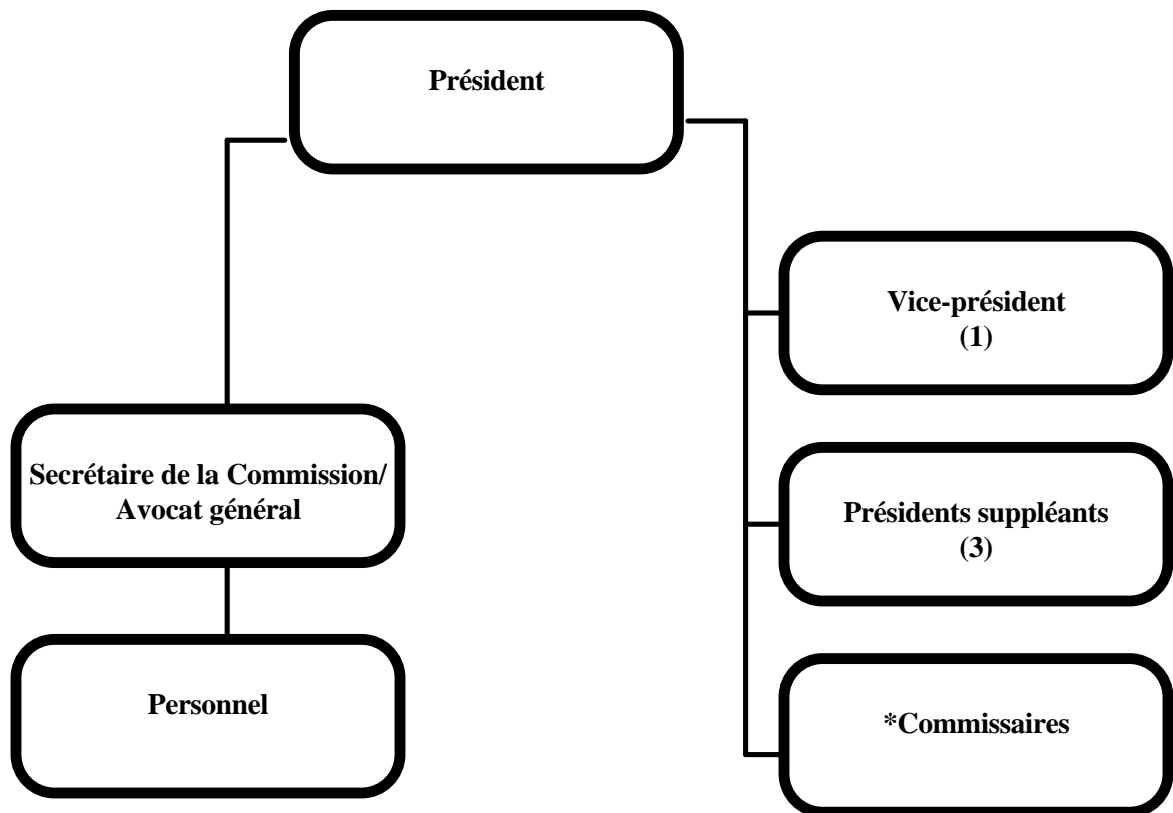 Président
Vice-président
(1)
Secrétaire de la Commission/
Avocat général
Présidents suppléants
(3)
Personnel
*Commissaires